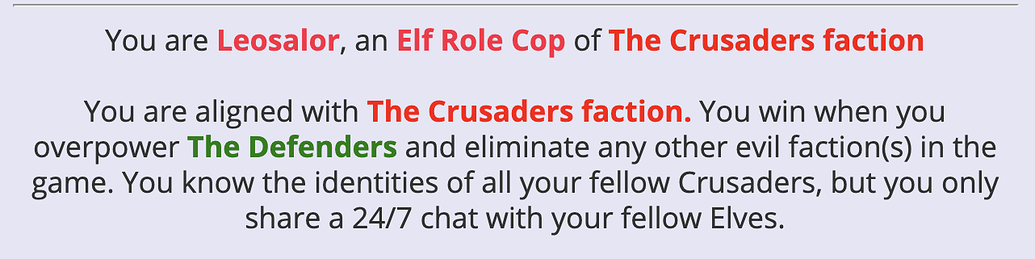 You are Leosalor, an Elf Role Cop of The Crusaders faction
You are aligned with The Crusaders faction. You win when you
overpower The Defenders and eliminate any other evil faction(s) in the
game. You know the identities of all your fellow Crusaders, but you only
share a 24/7 chat with your fellow Elves.